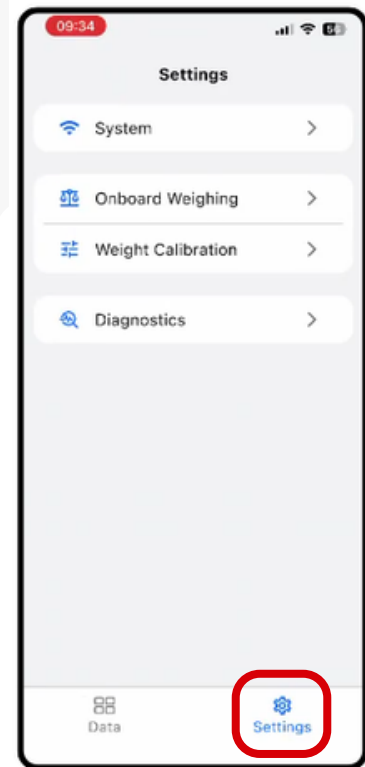 09:34
Settings
System
Onboard Weighing
Weight Calibration
Diagnostics
Data
Settings